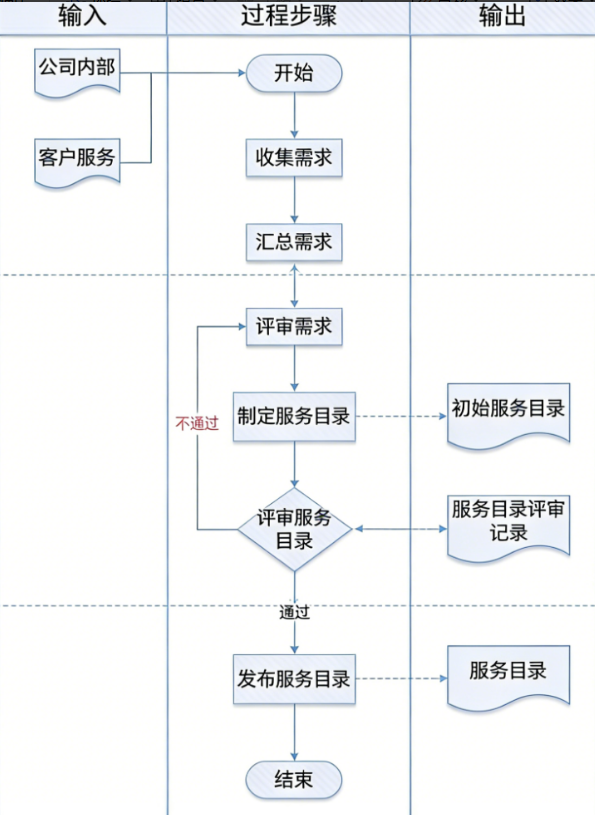 输入
过程步骤
输出
公司内部
开始
客户服务
收集需求
汇总需求
评审需求
制定服务目录
初始服务目录
不通过
评审服务
目录
服务目录评审
记录
通过
发布服务目录
服务目录
结束